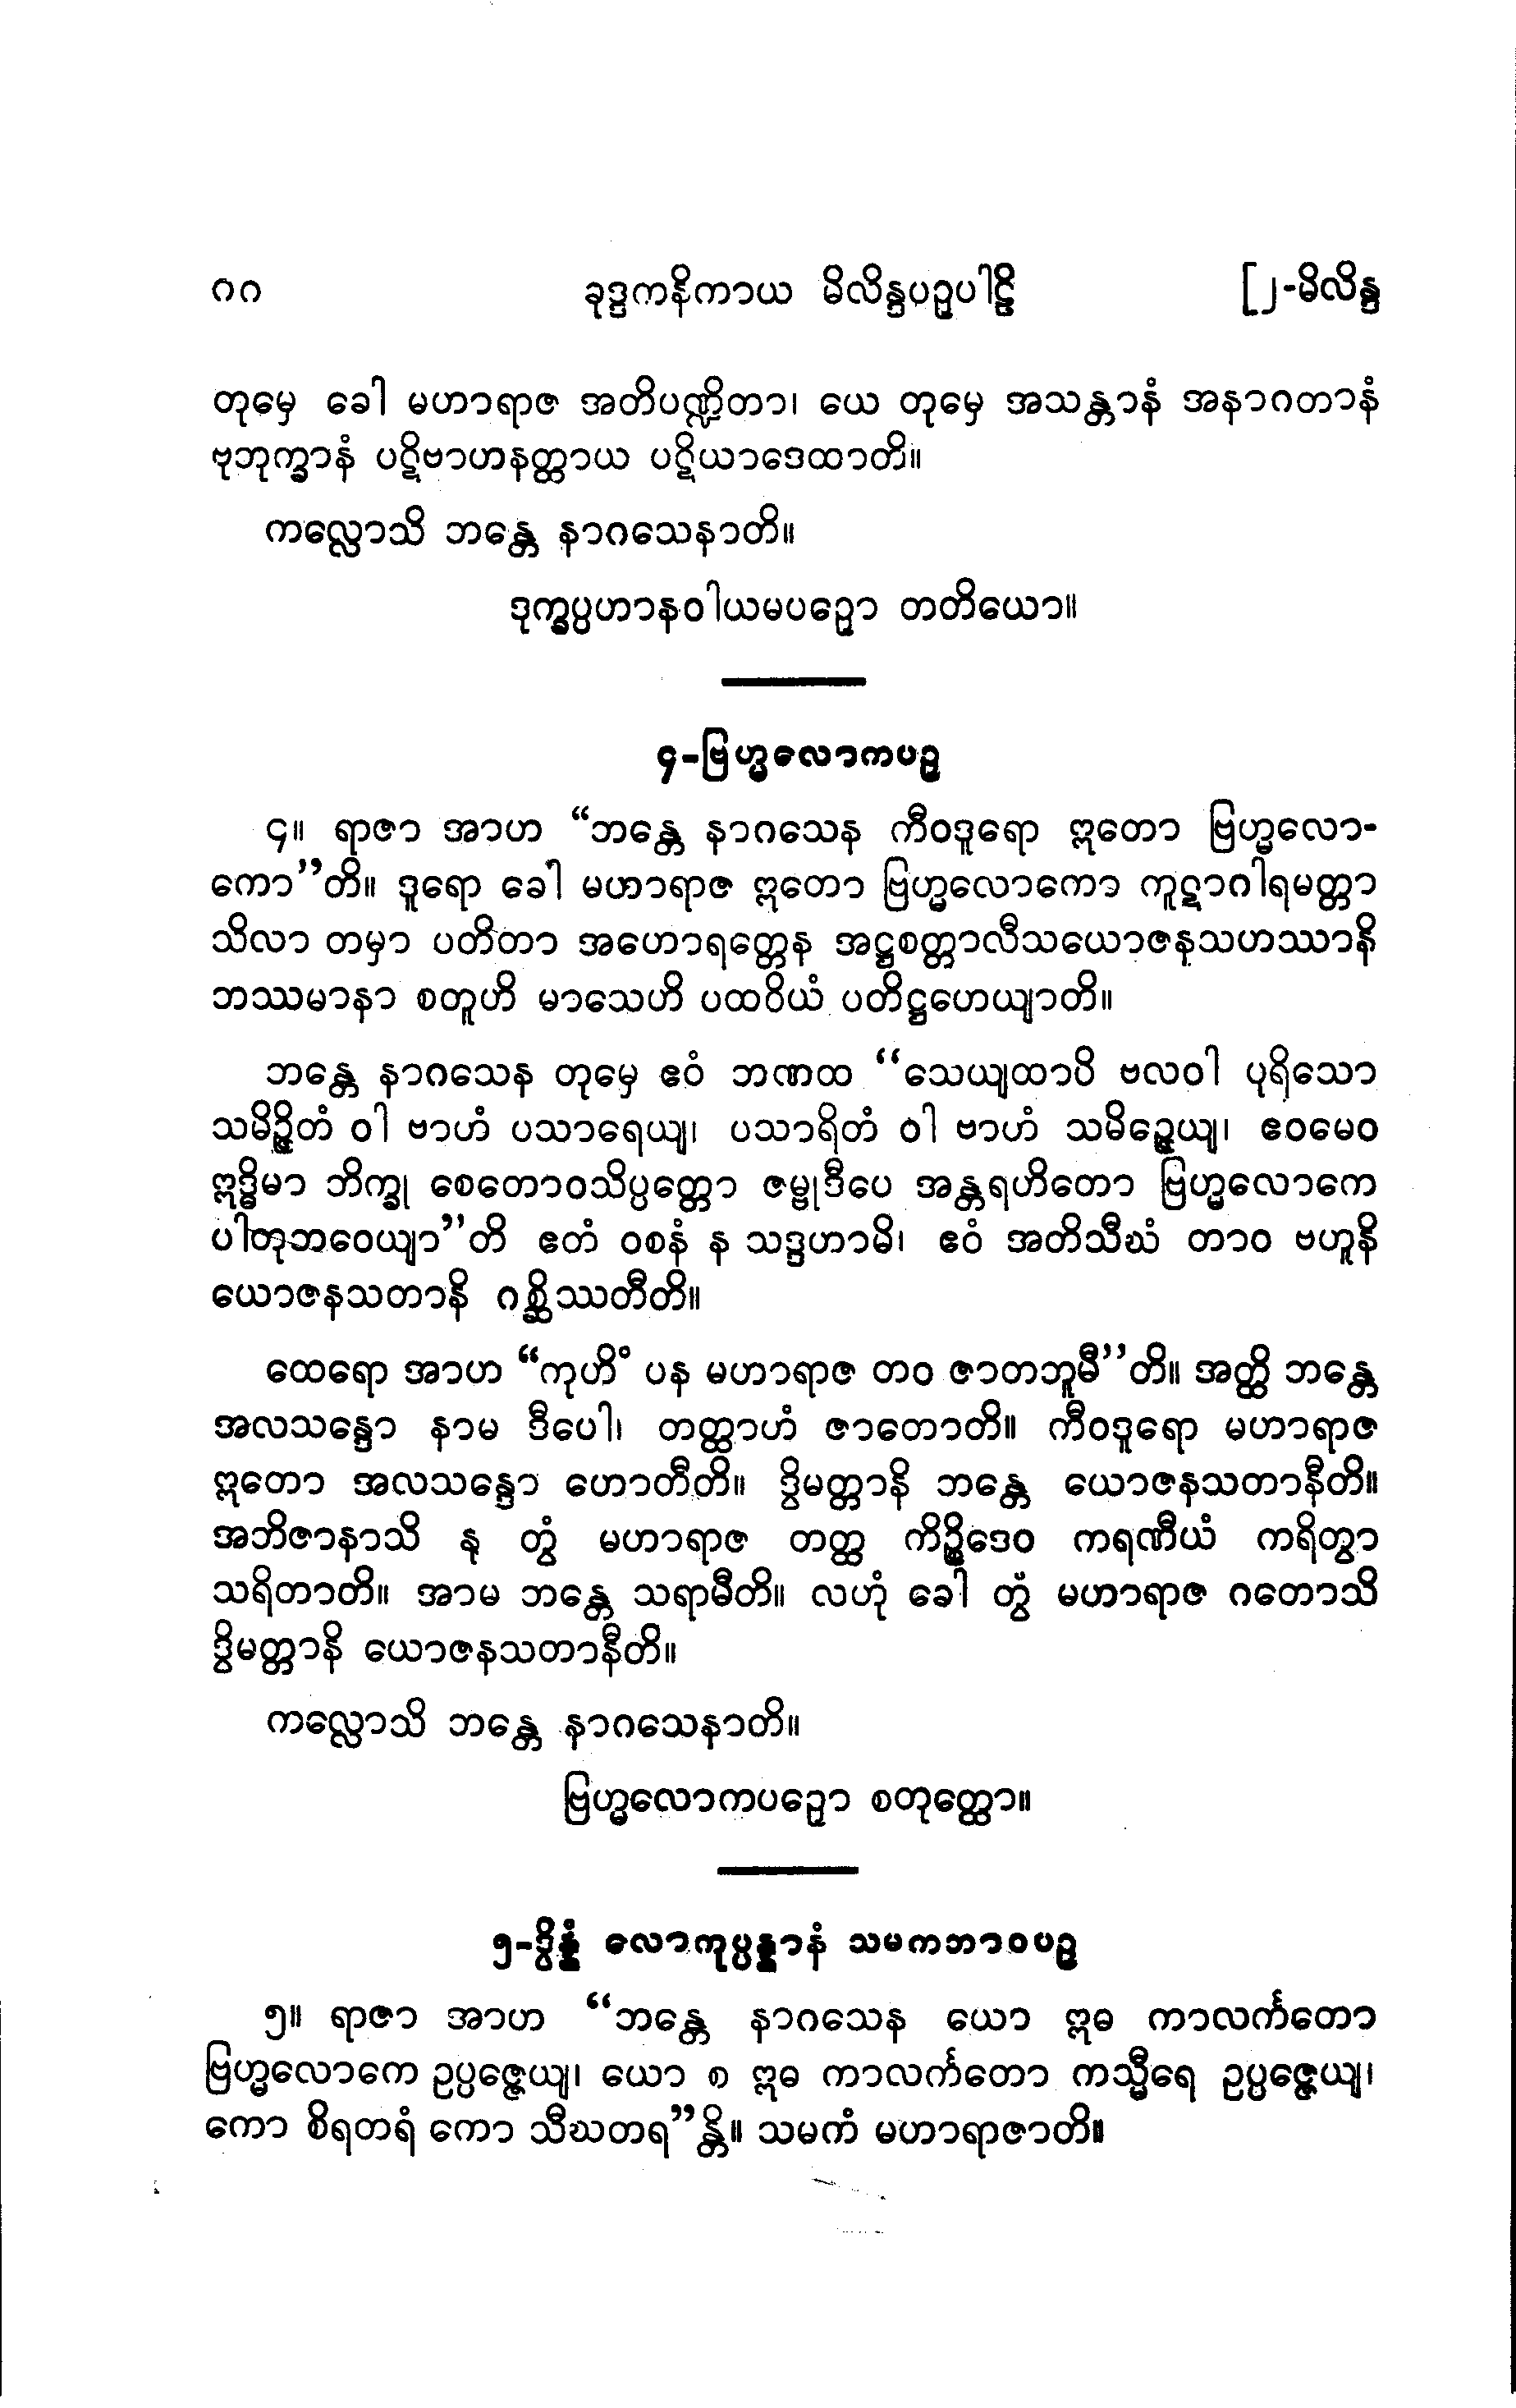 ၈၈ ခုဒ္ဒကနိကာယ မိလိန္ဒပဉှပါဠိ [၂-မိလိန္ဒ
တုမှေ ခေါ မဟာရာဇ အတိပဏ္ဍိတာ၊ ယေ တုမှေ အသန္တာနံ အနာဂတာနံ
ဗုဘုက္ခာနံ ပဋိဗာဟနတ္ထာယ ပဋိယာဒေထာတိ။
ကလ္လောသိ ဘန္တေ နာဂသေနာတိ။
ဒုက္ခပ္ပဟာနဝါယမပဉှော တတိယော။
၄-ဗြဟ္မလောကပဉှ
၄။ ရာဇာ အာဟ “ဘန္တေ နာဂသေန ကီဝဒူရော ဣတော ဗြဟ္မလော-
ကော”တိ။ ဒူရော ခေါ မဟာရာဇ ဣတော ဗြဟ္မလောကော ကူဋာဂါရမတ္တာ
သိလာ တမှာ ပတိတာ အဟောရတ္တေန အဋ္ဌစတ္တာလီသယောဇနသဟဿာနိ
ဘဿမာနာ စတူဟိ မာသေဟိ ပထဝိယံ ပတိဋ္ဌဟေယျာတိ။
ဘန္တေ နာဂသေန တုမှေ ဧဝံ ဘဏထ “သေယျထာပိ ဗလဝါ ပုရိသော
သမိဉ္ဇိတံ ဝါ ဗာဟံ ပသာရေယျ၊ ပသာရိတံ ဝါ ဗာဟံ သမိဉ္ဇေယျ၊ ဧဝမေဝ
ဣဒ္ဓိမာ ဘိက္ခု စေတောဝသိပ္ပတ္တော ဇမ္ဗုဒီပေ အန္တရဟိတော ဗြဟ္မလောကေ
ပါတုဘဝေယျာ”တိ ဧတံ ဝစနံ န သဒ္ဒဟာမိ၊ ဧဝံ အတိသီဃံ တာဝ ဗဟူနိ
ယောဇနသတာနိ ဂစ္ဆိဿတီတိ။
ထေရော အာဟ “ကုဟိံ ပန မဟာရာဇ တဝ ဇာတဘူမီ”တိ။ အတ္ထိ ဘန္တေ
အလသန္ဒော နာမ ဒီပေါ၊ တတ္ထာဟံ ဇာတောတိ။ ကီဝဒူရော မဟာရာဇ
ဣတော အလသန္ဒော ဟောတီတိ။ ဒွိမတ္တာနိ ဘန္တေ ယောဇနသတာနီတိ။
အဘိဇာနာသိ နု တွံ မဟာရာဇ တတ္ထ ကိဉ္စိဒေဝ ကရဏီယံ ကရိတွာ
သရိတာတိ။ အာမ ဘန္တေ သရာမီတိ။ လဟုံ ခေါ တွံ မဟာရာဇ ဂတောသိ
ဒွိမတ္တာနိ ယောဇနသတာနီတိ။
ကလ္လောသိ ဘန္တေ နာဂသေနာတိ။
ဗြဟ္မလောကပဉှော စတုတ္ထော။
၅-ဒွိန္နံ လောကုပ္ပန္နာနံ သမကဘာဝပဉှ
၅။ ရာဇာ အာဟ “ဘန္တေ နာဂသေန ယော ဣဓ ကာလင်္ကတော
ဗြဟ္မလောကေ ဥပ္ပဇ္ဇေယျ၊ ယော စ ဣဓ ကာလင်္ကတော ကသ္မီရေ ဥပ္ပဇ္ဇေယျ၊
ကော စိရတရံ ကော သီဃတရ”န္တိ။ သမကံ မဟာရာဇာတိ။